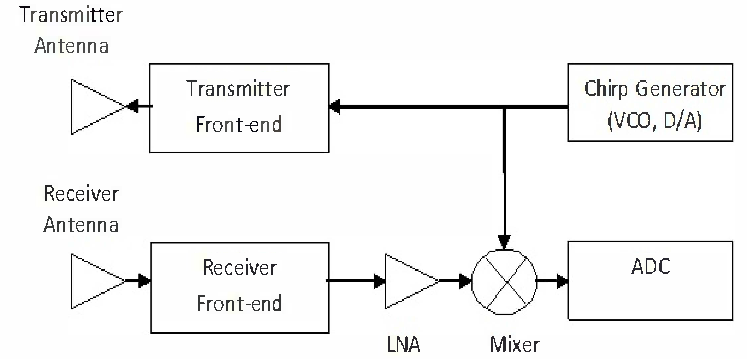 Transmitter
Antenna
Transmitter
Front-end
Chirp Generator
(VCO, D/A)
Receiver
Antenna
Receiver
Front-end
ADC
LNA
Mixer